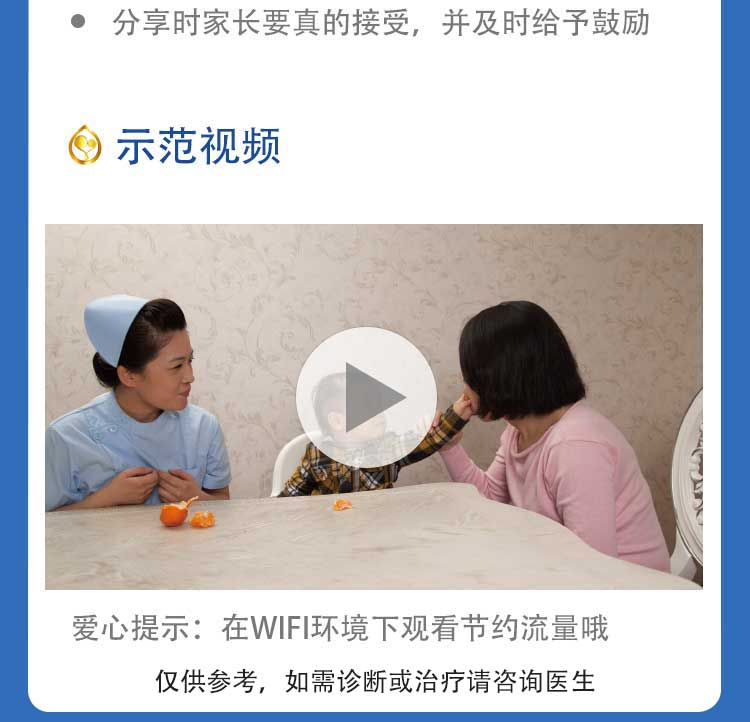 ● 分享时家长要真的接受，并及时给予鼓励
示范视频
爱心提示：在WIFI环境下观看节约流量哦
仅供参考，如需诊断或治疗请咨询医生